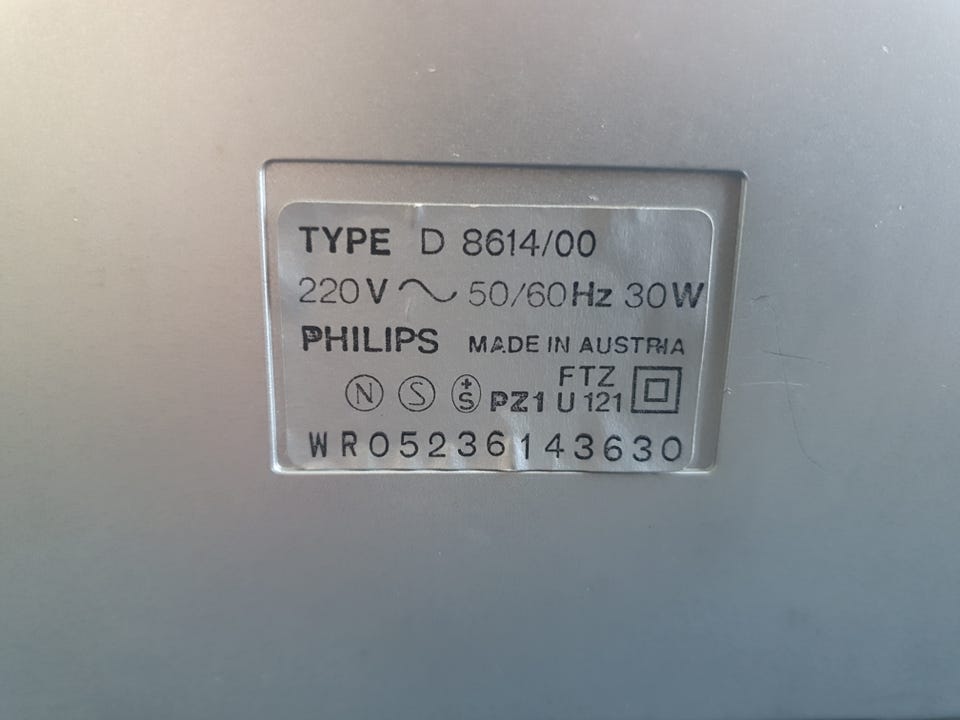 TYPE D 8614/00
220V ~ 50/60Hz 30W
PHILIPS MADE IN AUSTRIA
N S +S PZ1 FTZ U 121
WR05236143630